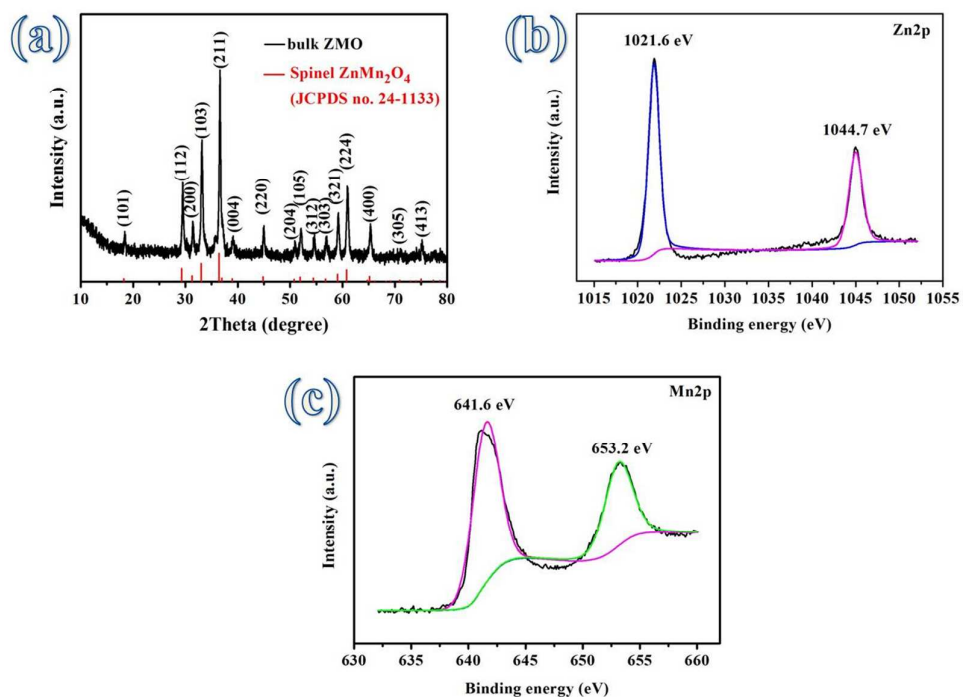 (a)
bulk ZMO
Spinel ZnMn₂O₄
(JCPDS no. 24-1133)
(101)
(112)
(200)
(103)
(211)
(004)
(220)
(204)
(105)
(312)
(303)
(321)
(224)
(400)
(305)
(413)
Intensity (a.u.)
10 20 30 40 50 60 70 80
2Theta (degree)
(b)
Zn2p
1021.6 eV
1044.7 eV
Intensity (a.u.)
1015 1020 1025 1030 1035 1040 1045 1050 1055
Binding energy (eV)
(c)
Mn2p
641.6 eV
653.2 eV
Intensity (a.u.)
630 635 640 645 650 655 660
Binding energy (eV)